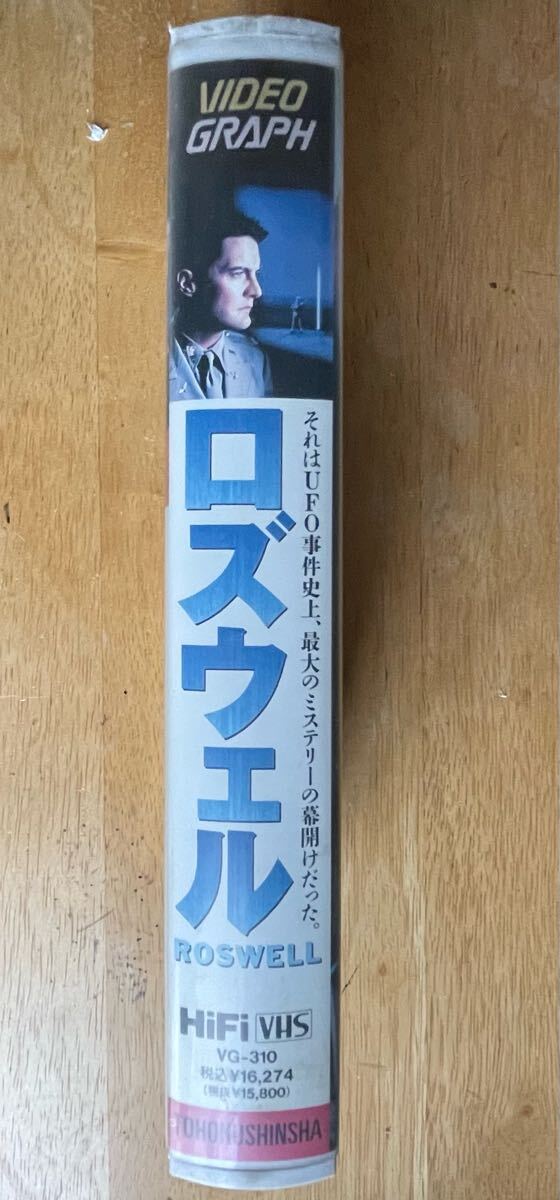 VIDEO
GRAPH
それはUFO事件史上、最大のミステリーの幕開けだった。
ロズウェル
ROSWELL
HiFi VHS
VG-310
税込¥16,274
(税抜¥15,800)
TOHOKUSHINSHA